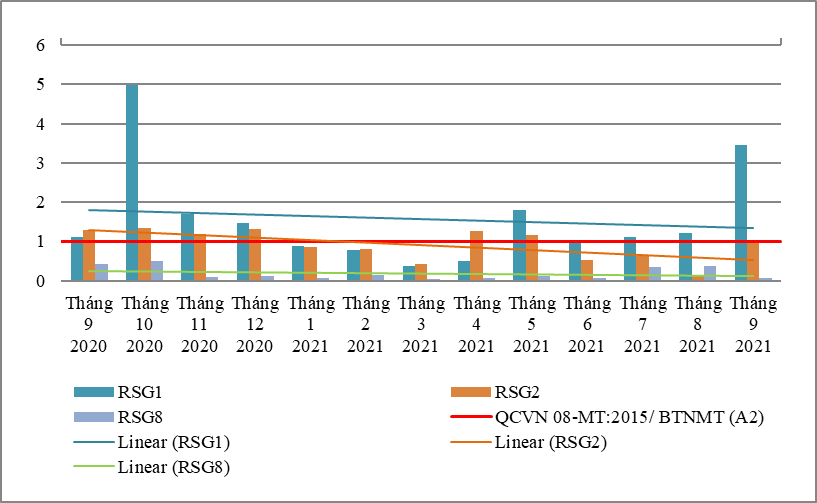 6
5
4
3
2
1
0
Tháng 9 2020
Tháng 10 2020
Tháng 11 2020
Tháng 12 2020
Tháng 1 2021
Tháng 2 2021
Tháng 3 2021
Tháng 4 2021
Tháng 5 2021
Tháng 6 2021
Tháng 7 2021
Tháng 8 2021
Tháng 9 2021
RSG1
RSG2
RSG8
QCVN 08-MT:2015/ BTNMT (A2)
Linear (RSG1)
Linear (RSG2)
Linear (RSG8)